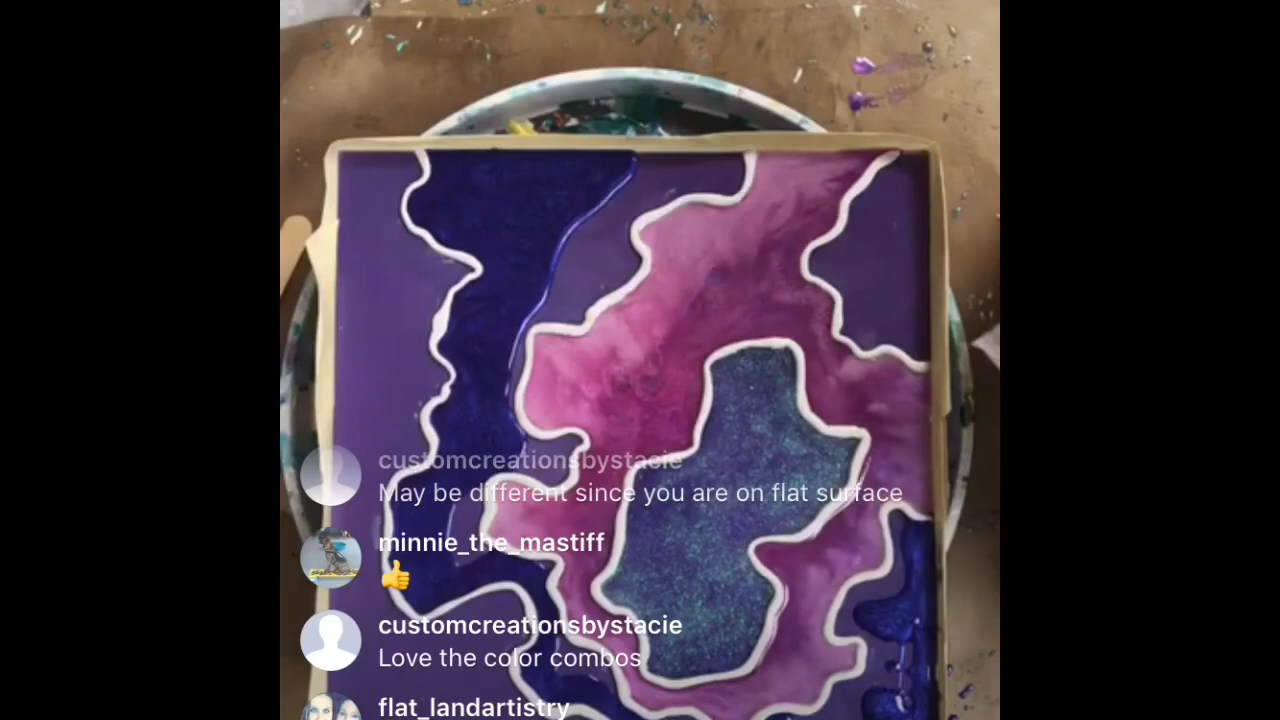 customcreationsbystacie
May be different since you are on flat surface
minnie_the_mastiff
👍
customcreationsbystacie
Love the color combos
flat_landartistry